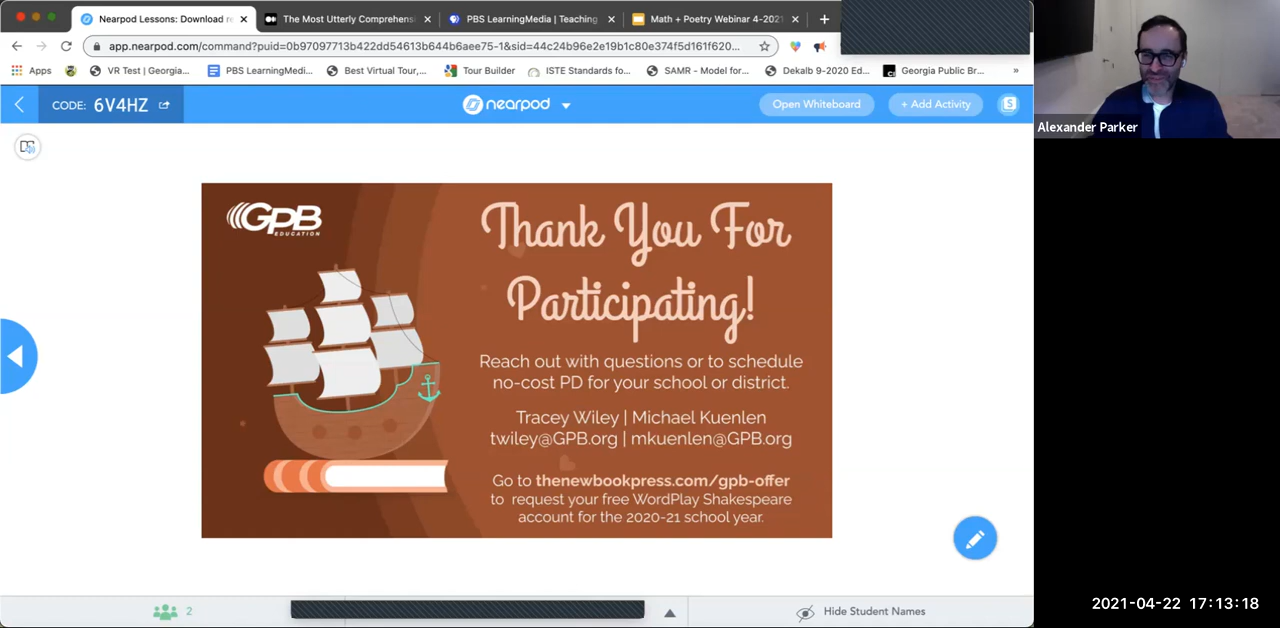 Nearpod Lessons: Download re
The Most Utterly Comprehensi
PBS LearningMedia | Teaching
Math + Poetry Webinar 4-2021
app.nearpod.com/command?puid=0b97097713b422dd54613b644b6aee75-1&sid=44c24b96e2e19b1c80e374f5d161f620...
Apps
VR Test | Georgia...
PBS LearningMedi...
Best Virtual Tour,...
Tour Builder
ISTE Standards fo...
SAMR - Model for...
Dekalb 9-2020 Ed...
Georgia Public Br...
»
CODE: 6V4HZ
nearpod
Open Whiteboard
+ Add Activity
S
Alexander Parker
GPB
EDUCATION
Thank You For
Participating!
Reach out with questions or to schedule
no-cost PD for your school or district.
Tracey Wiley | Michael Kuenlen
twiley@GPB.org | mkuenlen@GPB.org
Go to thenewbookpress.com/gpb-offer
to request your free WordPlay Shakespeare
account for the 2020-21 school year.
2
Hide Student Names
2021-04-22 17:13:18